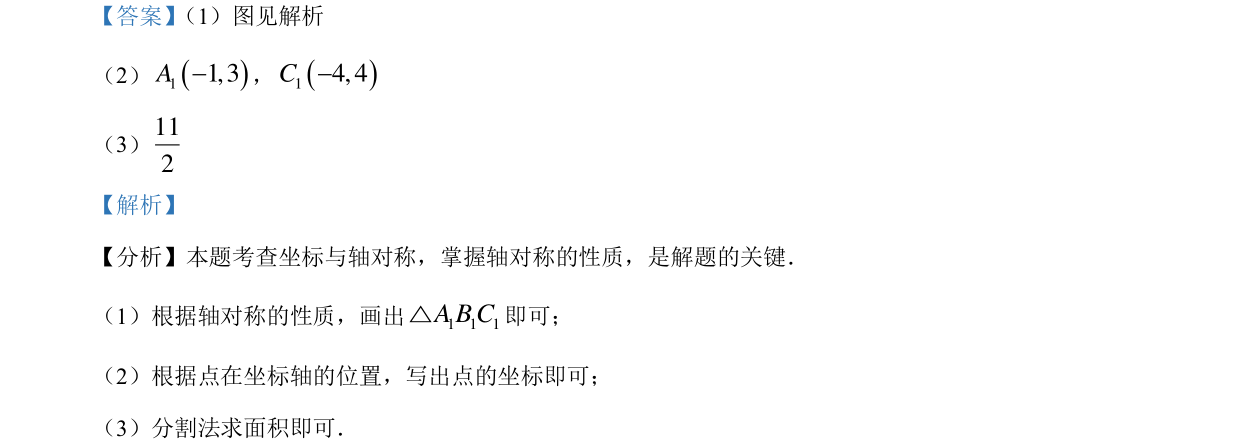 【答案】（1）图见解析
（2）A₁(−1,3)，C₁(−4,4)
（3）11/2
【解析】
【分析】本题考查坐标与轴对称，掌握轴对称的性质，是解题的关键．
（1）根据轴对称的性质，画出△A₁B₁C₁即可；
（2）根据点在坐标轴的位置，写出点的坐标即可；
（3）分割法求面积即可．